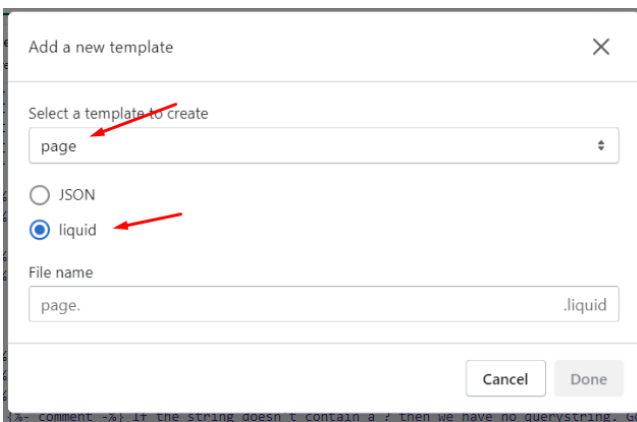 Add a new template
Select a template to create
page
JSON
liquid
File name
page. .liquid
Cancel Done
{%- comment -%} If the string doesn't contain a ? then we have no querystring. Go